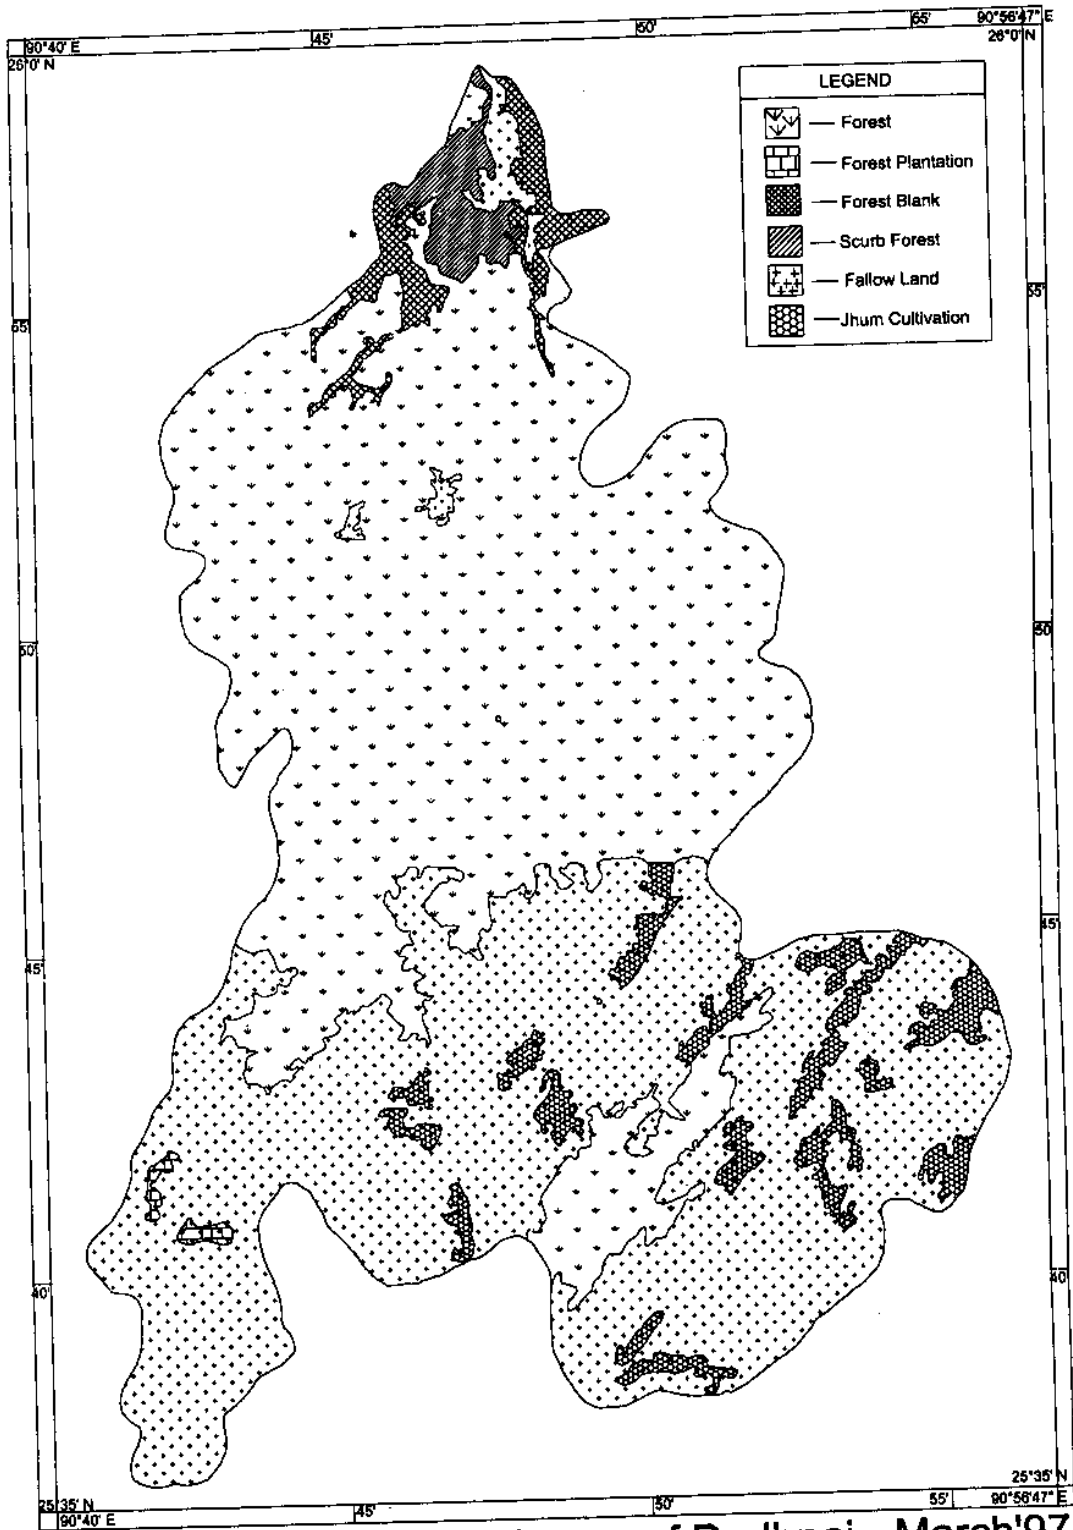 90°40' E 45' 50' 55' 90°56'47" E
26°0' N 26°0' N
LEGEND
Forest
Forest Plantation
Forest Blank
Scurb Forest
Fallow Land
Jhum Cultivation
55' 55'
50' 50'
45' 45'
40' 40'
25°35' N 25°35' N
90°40' E 45' 50' 55' 90°56'47" E
March'97